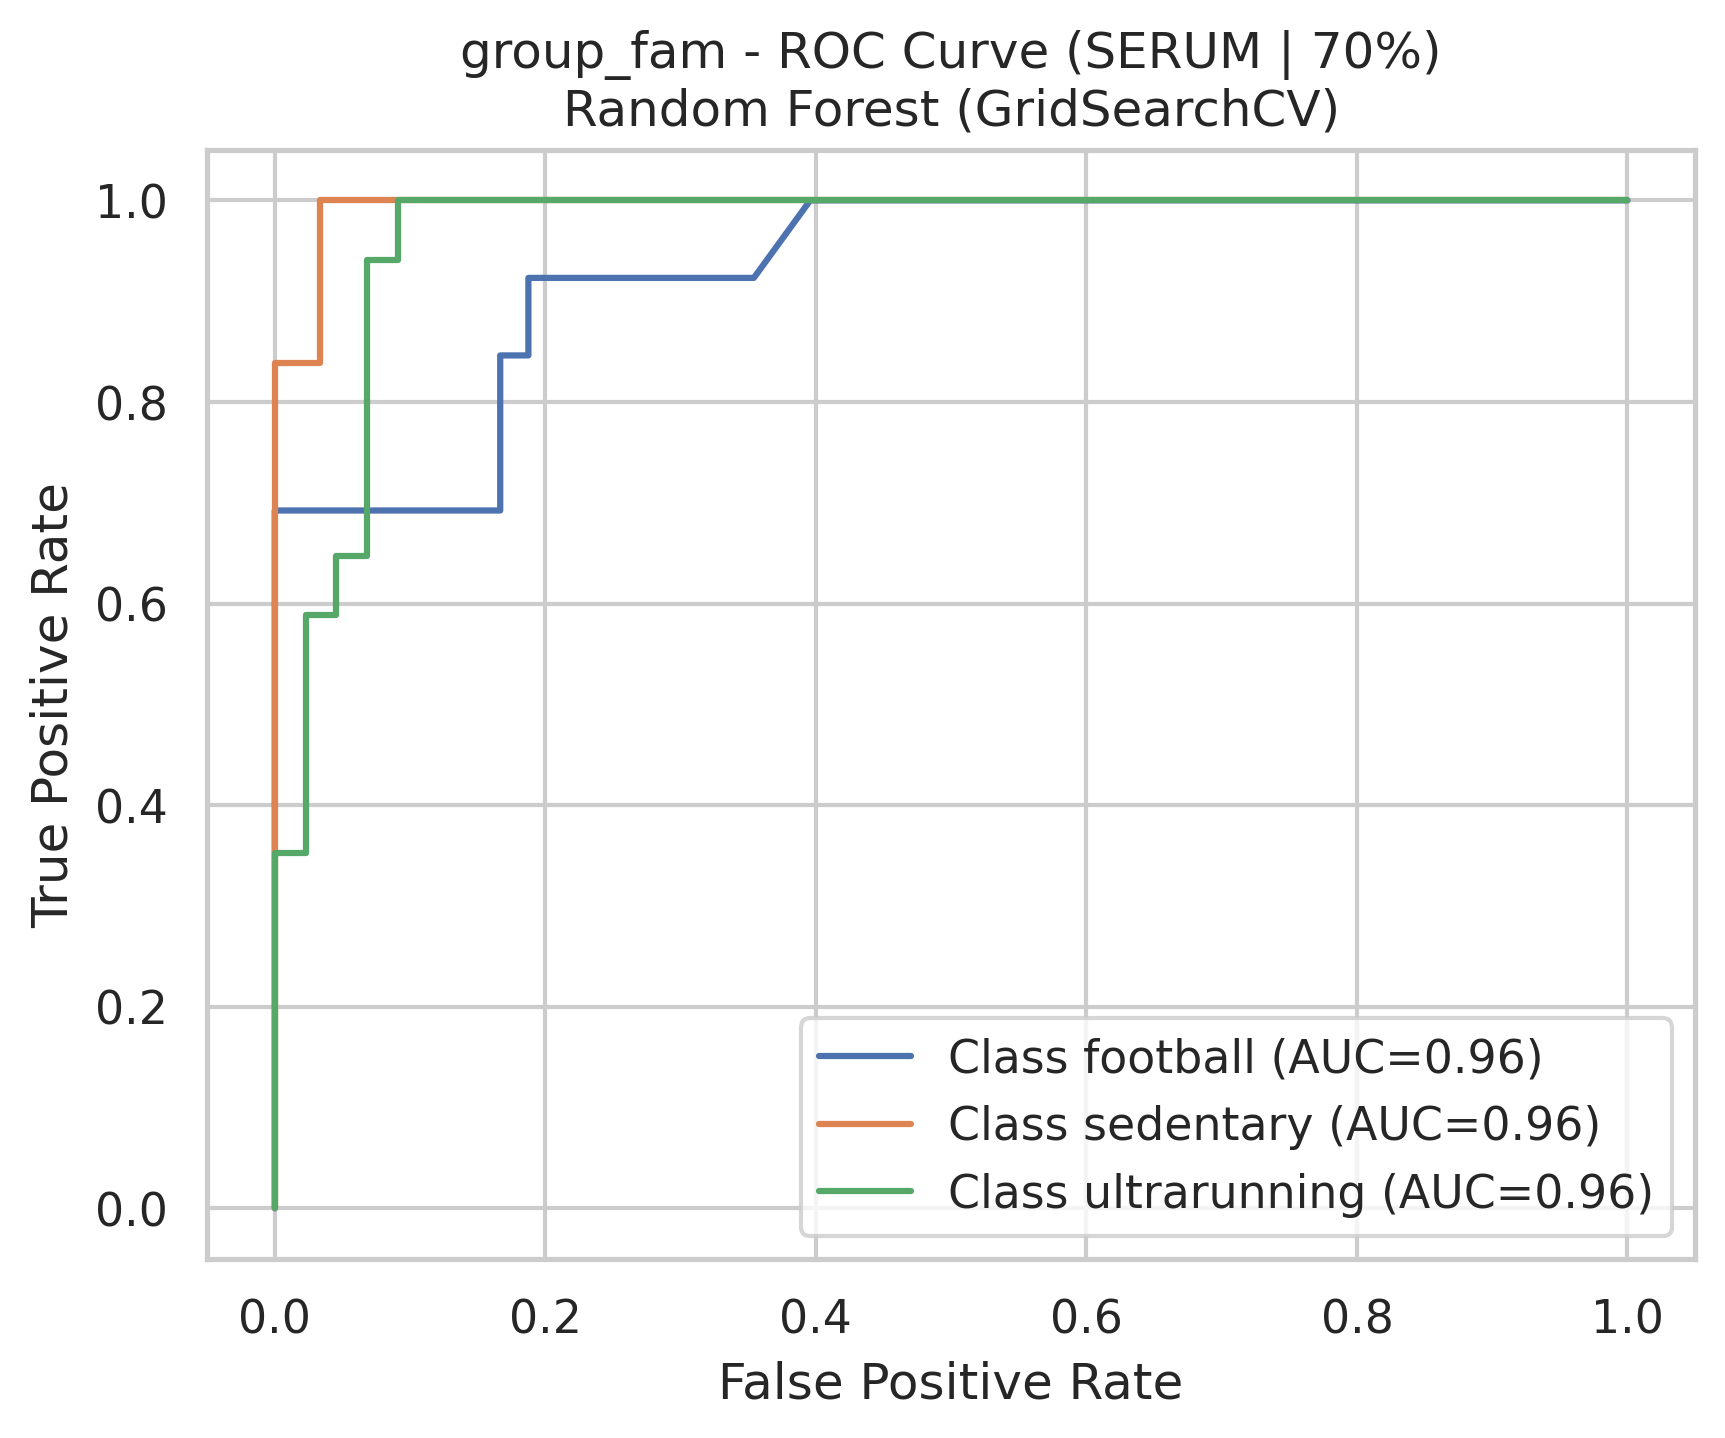 group_fam - ROC Curve (SERUM | 70%)
Random Forest (GridSearchCV)
True Positive Rate
1.0
0.8
0.6
0.4
0.2
0.0
Class football (AUC=0.96)
Class sedentary (AUC=0.96)
Class ultrarunning (AUC=0.96)
0.0 0.2 0.4 0.6 0.8 1.0
False Positive Rate